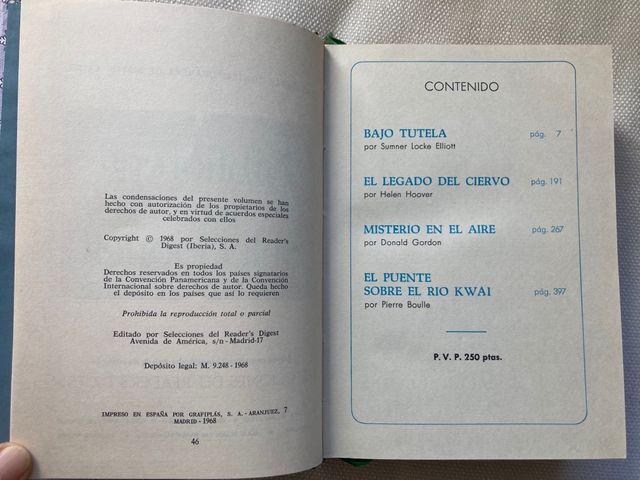 Las condensaciones del presente volumen se han
hecho con autorización de los propietarios de los
derechos de autor, y en virtud de acuerdos especiales
celebrados con ellos
Copyright © 1968 por Selecciones del Reader's
Digest (Iberia), S. A.
Es propiedad
Derechos reservados en todos los países signatarios
de la Convención Panamericana y de la Convención
Internacional sobre derechos de autor. Queda hecho
el depósito en los países que así lo requieren
Prohibida la reproducción total o parcial
Editado por Selecciones del Reader's Digest
Avenida de América, s/n - Madrid-17
Depósito legal: M. 9.248 - 1968
IMPRESO EN ESPAÑA POR GRAFIPLÁS, S. A. - ARANJUEZ, 7
MADRID - 1968
46
CONTENIDO
BAJO TUTELA pág. 7
por Sumner Locke Elliott
EL LEGADO DEL CIERVO pág. 191
por Helen Hoover
MISTERIO EN EL AIRE pág. 267
por Donald Gordon
EL PUENTE
SOBRE EL RIO KWAI pág. 397
por Pierre Boulle
P. V. P. 250 ptas.